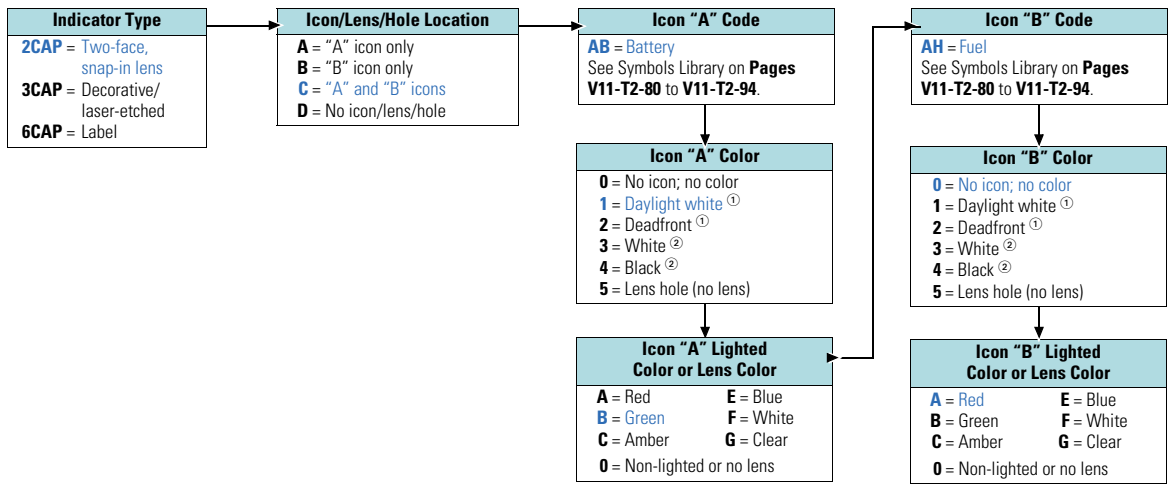 Indicator Type
2CAP = Two-face,
snap-in lens
3CAP = Decorative/
laser-etched
6CAP = Label
Icon/Lens/Hole Location
A = “A” icon only
B = “B” icon only
C = “A” and “B” icons
D = No icon/lens/hole
Icon “A” Code
AB = Battery
See Symbols Library on Pages
V11-T2-80 to V11-T2-94.
Icon “A” Color
0 = No icon; no color
1 = Daylight white ①
2 = Deadfront ①
3 = White ②
4 = Black ②
5 = Lens hole (no lens)
Icon “A” Lighted
Color or Lens Color
A = Red E = Blue
B = Green F = White
C = Amber G = Clear
0 = Non-lighted or no lens
Icon “B” Code
AH = Fuel
See Symbols Library on Pages
V11-T2-80 to V11-T2-94.
Icon “B” Color
0 = No icon; no color
1 = Daylight white ①
2 = Deadfront ①
3 = White ②
4 = Black ②
5 = Lens hole (no lens)
Icon “B” Lighted
Color or Lens Color
A = Red E = Blue
B = Green F = White
C = Amber G = Clear
0 = Non-lighted or no lens